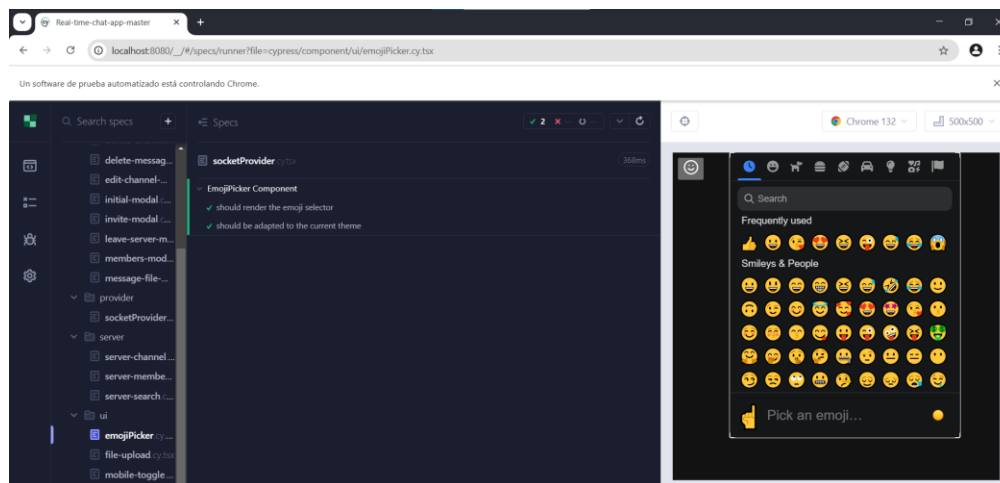 Real-time-chat-app-master
localhost:8080/__/#/specs/runner?file=cypress/component/ui/emojiPicker.cy.tsx
Un software de prueba automatizado está controlando Chrome.
Search specs
Specs
2
--
--
Chrome 132
500x500
delete-messag...
edit-channel-...
initial-modal.c...
invite-modal.c...
leave-server-m...
members-mod...
message-file-...
provider
socketProvider...
server
server-channel...
server-membe...
server-search.c...
ui
emojiPicker.cy....
file-upload.cy.tsx
mobile-toggle...
socketProvider.cy.tsx
368ms
EmojiPicker Component
should render the emoji selector
should be adapted to the current theme
Search
Frequently used
Smileys & People
Pick an emoji...